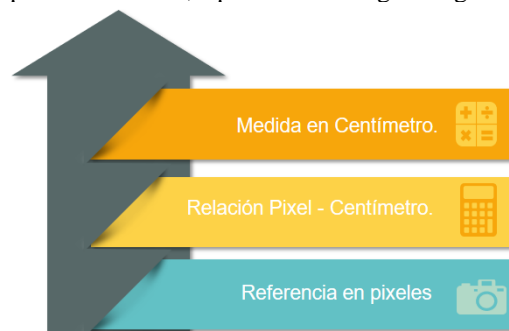 Medida en Centímetro.
Relación Pixel - Centímetro.
Referencia en pixeles